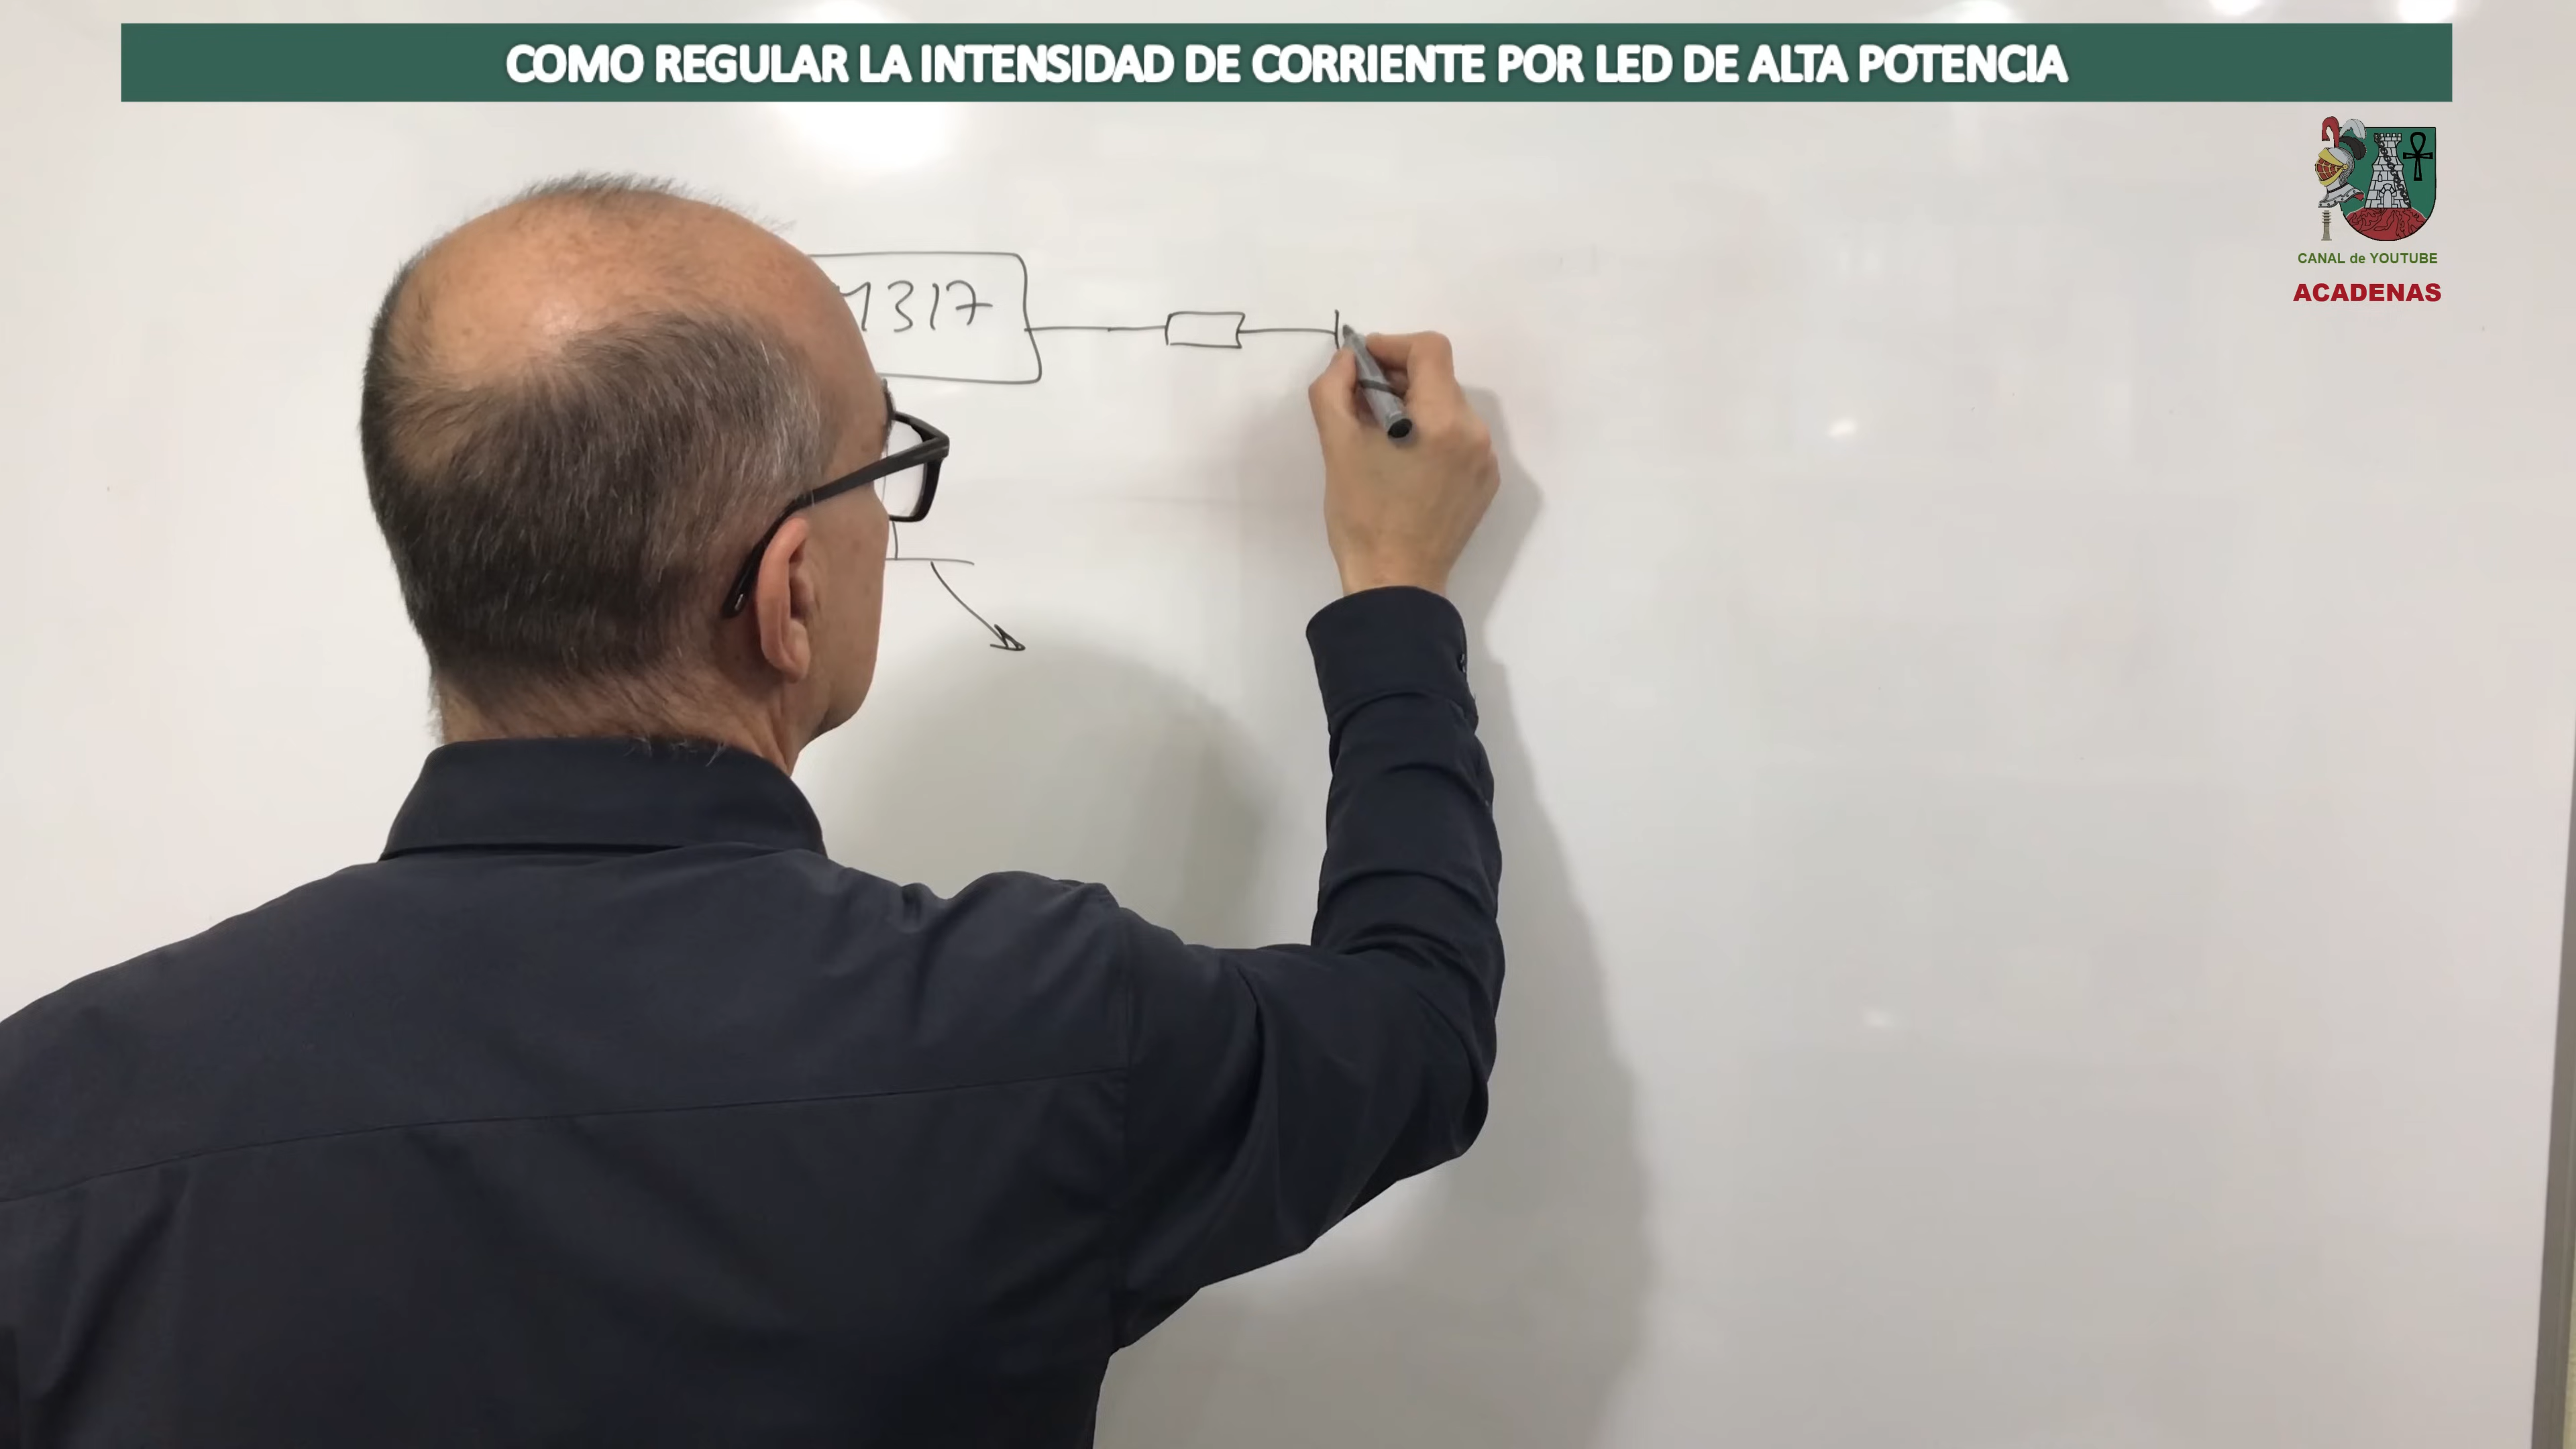 COMO REGULAR LA INTENSIDAD DE CORRIENTE POR LED DE ALTA POTENCIA
CANAL de YOUTUBE
ACADENAS
317